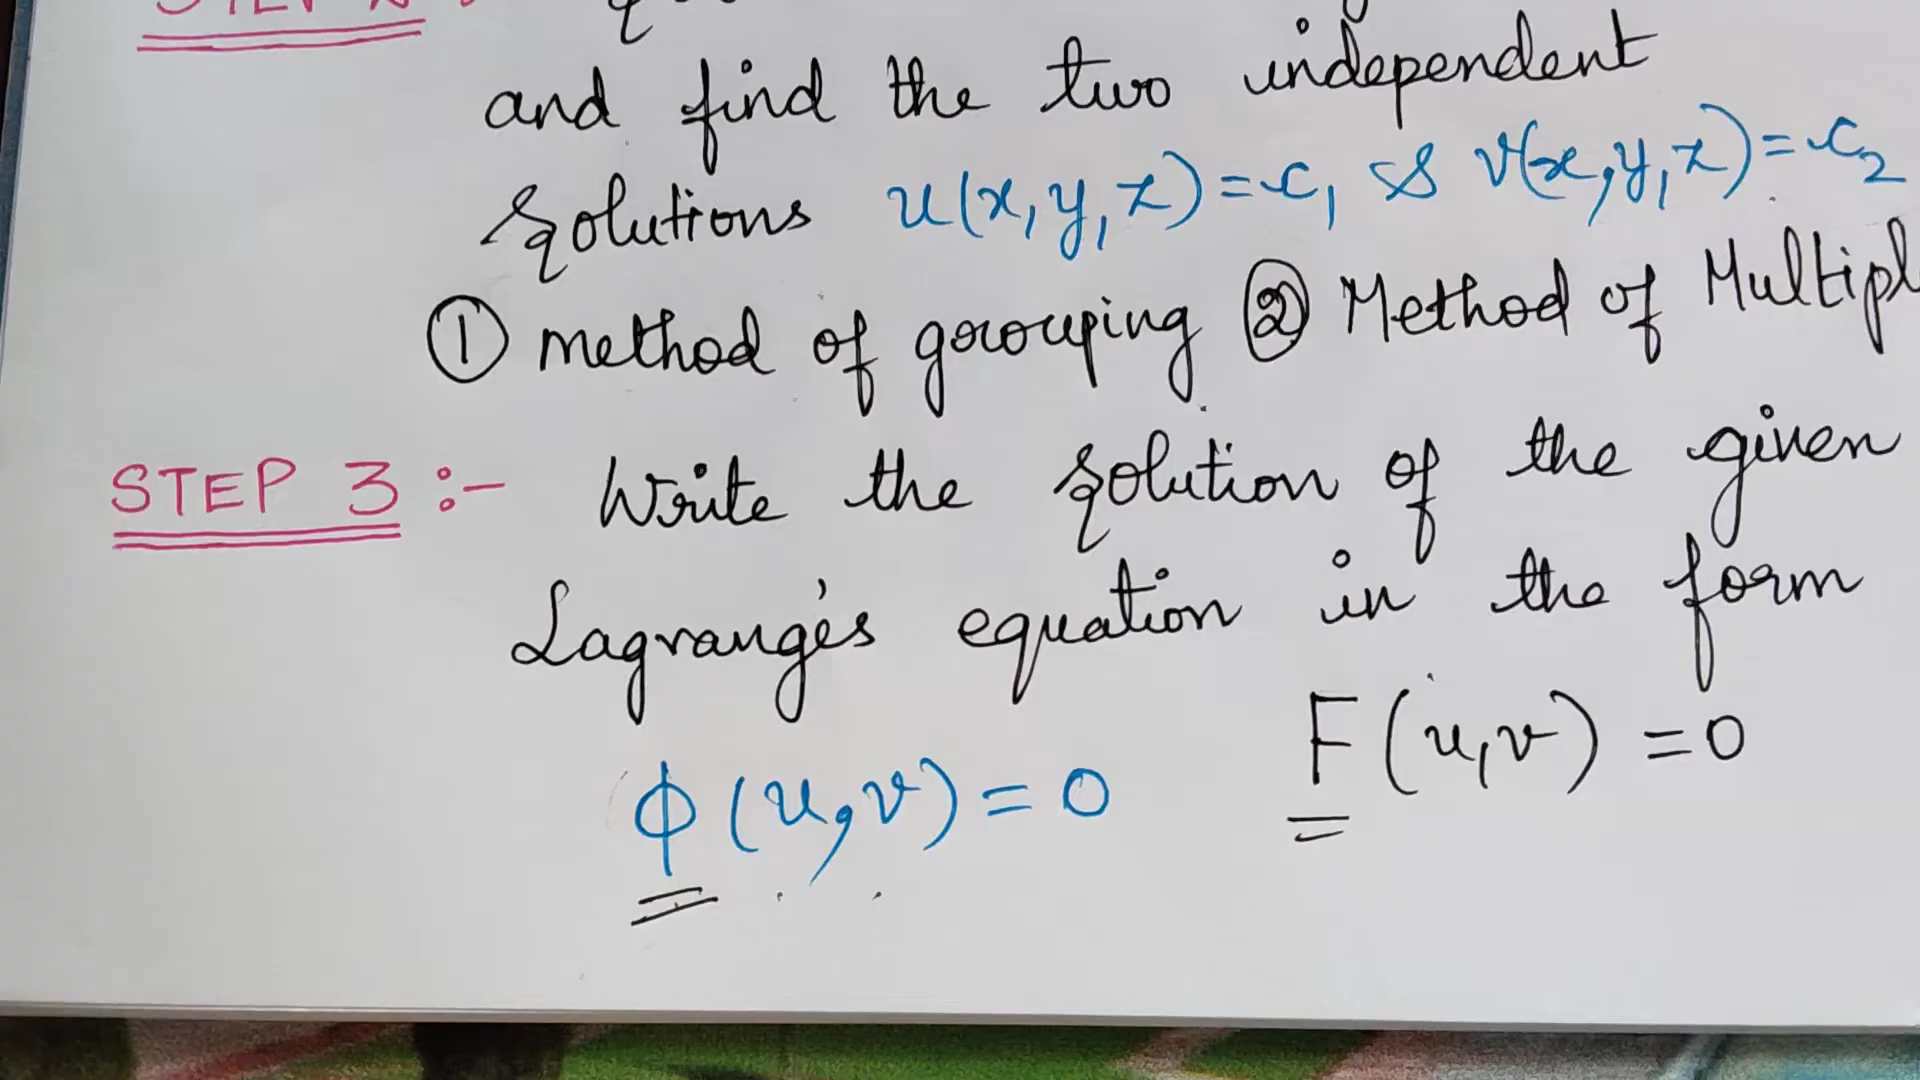 and find the two independent
solutions u(x, y, z) = c₁ & v(x, y, z) = c₂
① method of grouping ② Method of Multipl
STEP 3 :- Write the solution of the given
Lagrange's equation in the form
ϕ (u, v) = 0 F (u, v) = 0